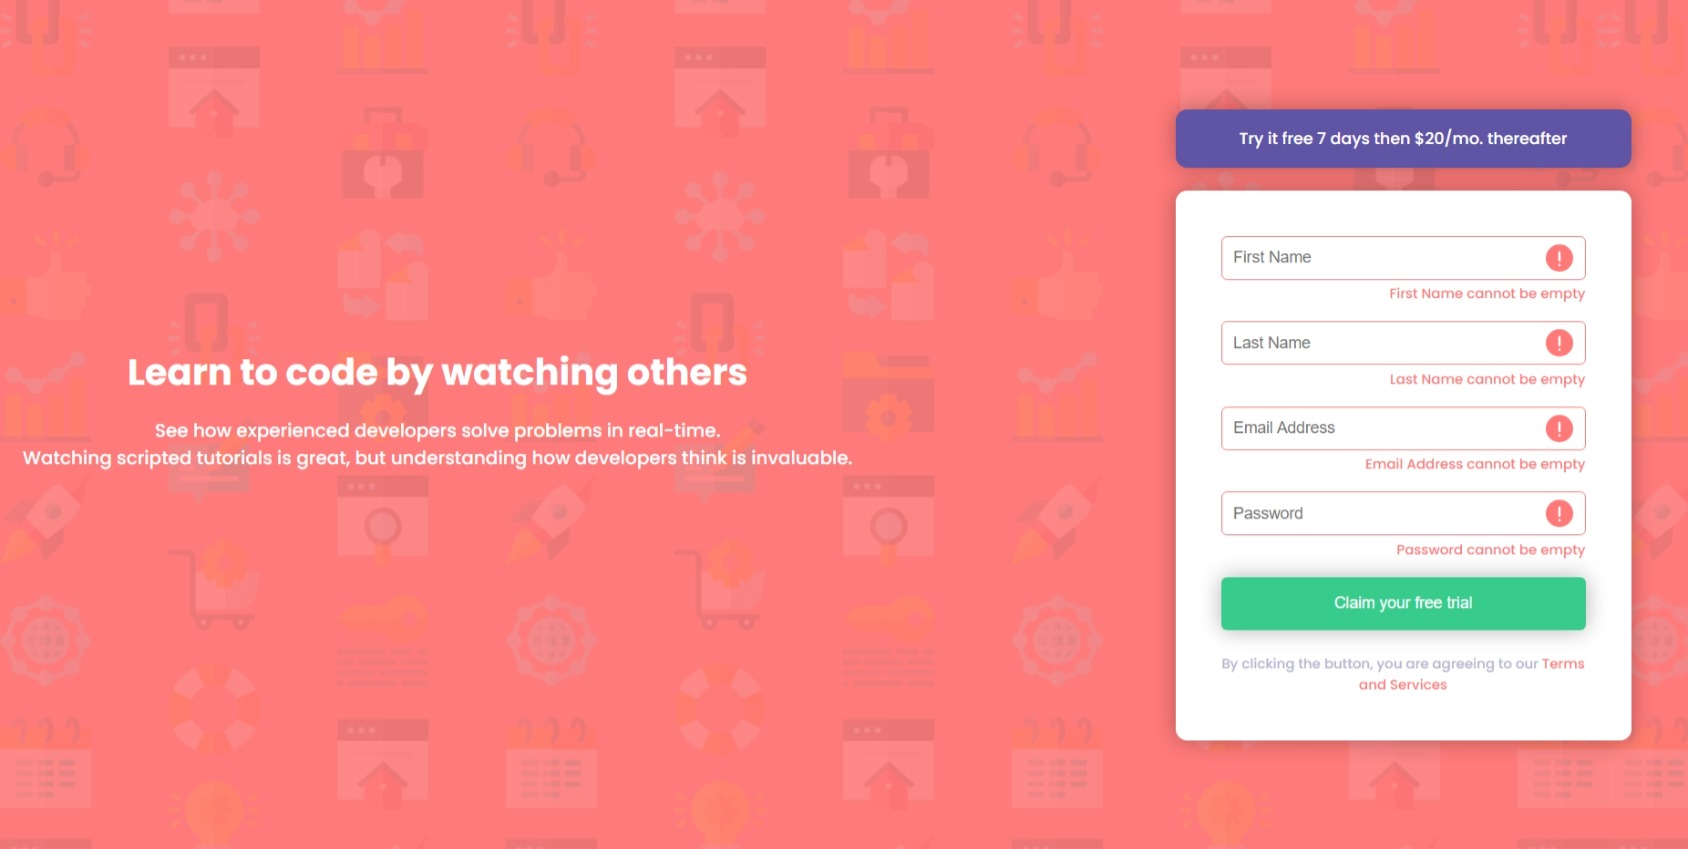 Learn to code by watching others
See how experienced developers solve problems in real-time.
Watching scripted tutorials is great, but understanding how developers think is invaluable.
Try it free 7 days then $20/mo. thereafter
First Name
First Name cannot be empty
Last Name
Last Name cannot be empty
Email Address
Email Address cannot be empty
Password
Password cannot be empty
Claim your free trial
By clicking the button, you are agreeing to our Terms
and Services